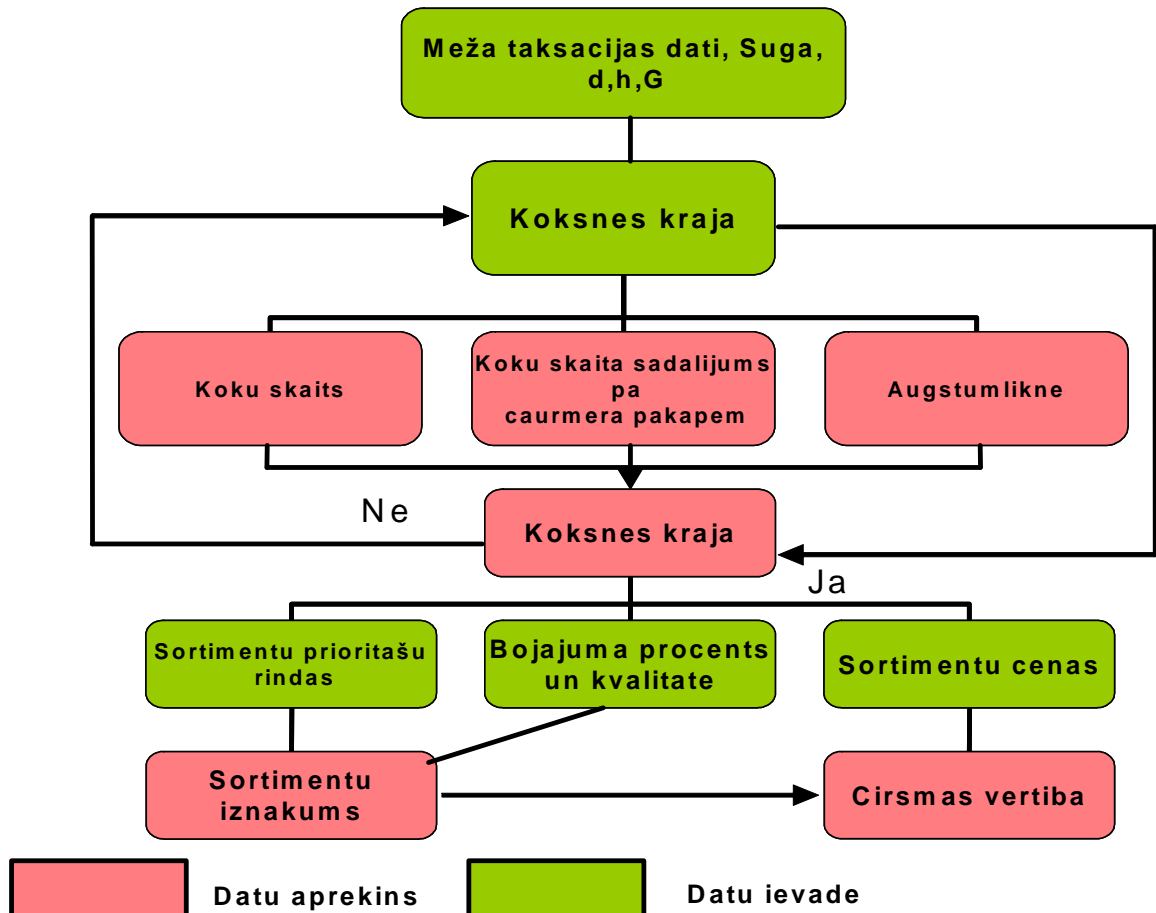 Meža taksacijas dati, Suga,
d,h,G
Koksnes kraja
Koku skaits
Koku skaita sadalijums
pa
caurmera pakapem
Augstumlikne
Ne
Koksnes kraja
Ja
Sortimentu prioritašu
rindas
Bojajuma procents
un kvalitate
Sortimentu cenas
Sortimentu
iznakums
Cirsmas vertiba
Datu aprekins
Datu ievade